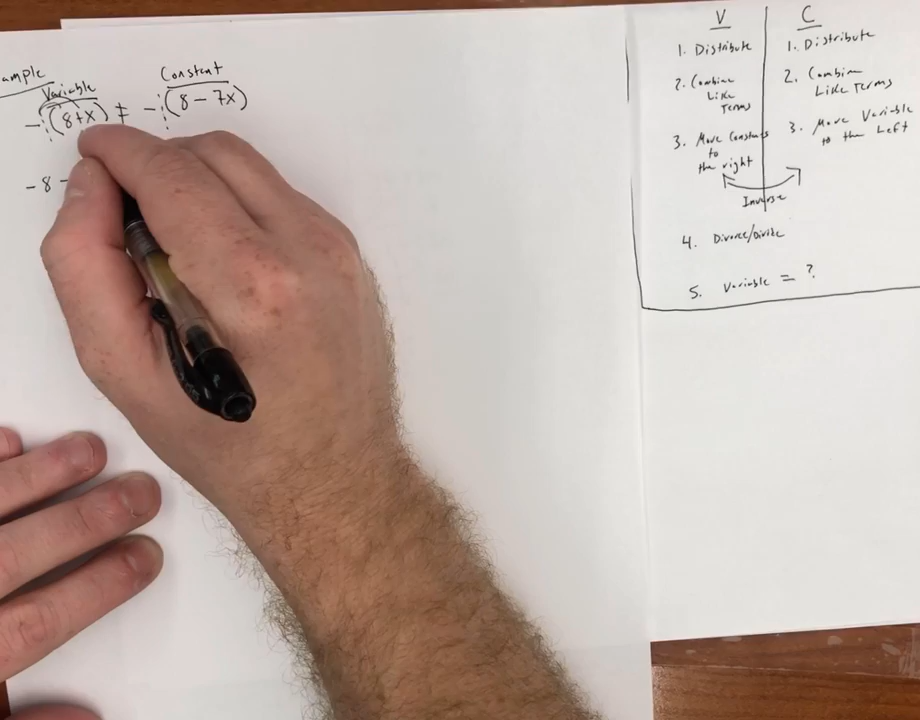 ample
Variable Constant
-(8+x) = -(8-7x)
-8-
V C
1. Distribute 1. Distribute
2. Combine Like Terms 2. Combine Like Terms
3. Move Constants to the right 3. Move Variable to the Left
Inverse
4. Divorce/Divide
5. Variable = ?